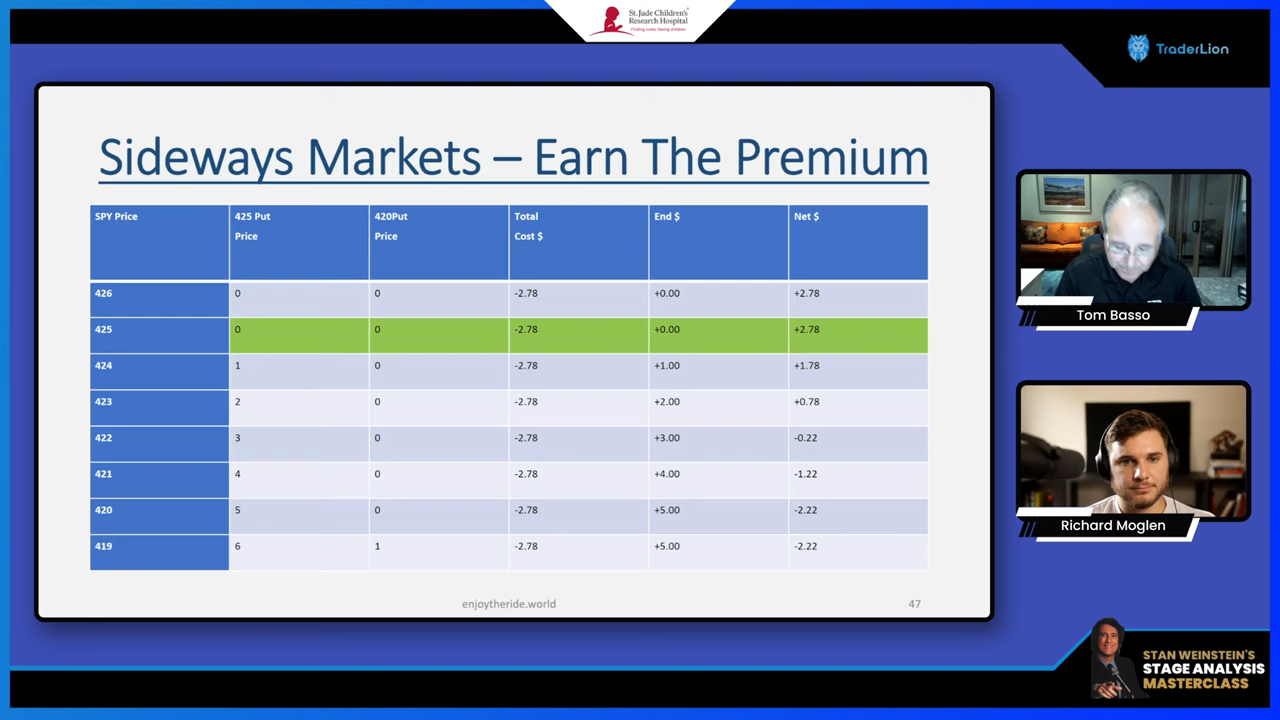 St. Jude Children's
Research Hospital
Finding cures. Saving children.
TraderLion
Sideways Markets – Earn The Premium
SPY Price 425 Put Price 420Put Price Total Cost $ End $ Net $
426 0 0 -2.78 +0.00 +2.78
425 0 0 -2.78 +0.00 +2.78
424 1 0 -2.78 +1.00 +1.78
423 2 0 -2.78 +2.00 +0.78
422 3 0 -2.78 +3.00 -0.22
421 4 0 -2.78 +4.00 -1.22
420 5 0 -2.78 +5.00 -2.22
419 6 1 -2.78 +5.00 -2.22
enjoytheride.world 47
Tom Basso
Richard Moglen
STAN WEINSTEIN'S
STAGE ANALYSIS
MASTERCLASS